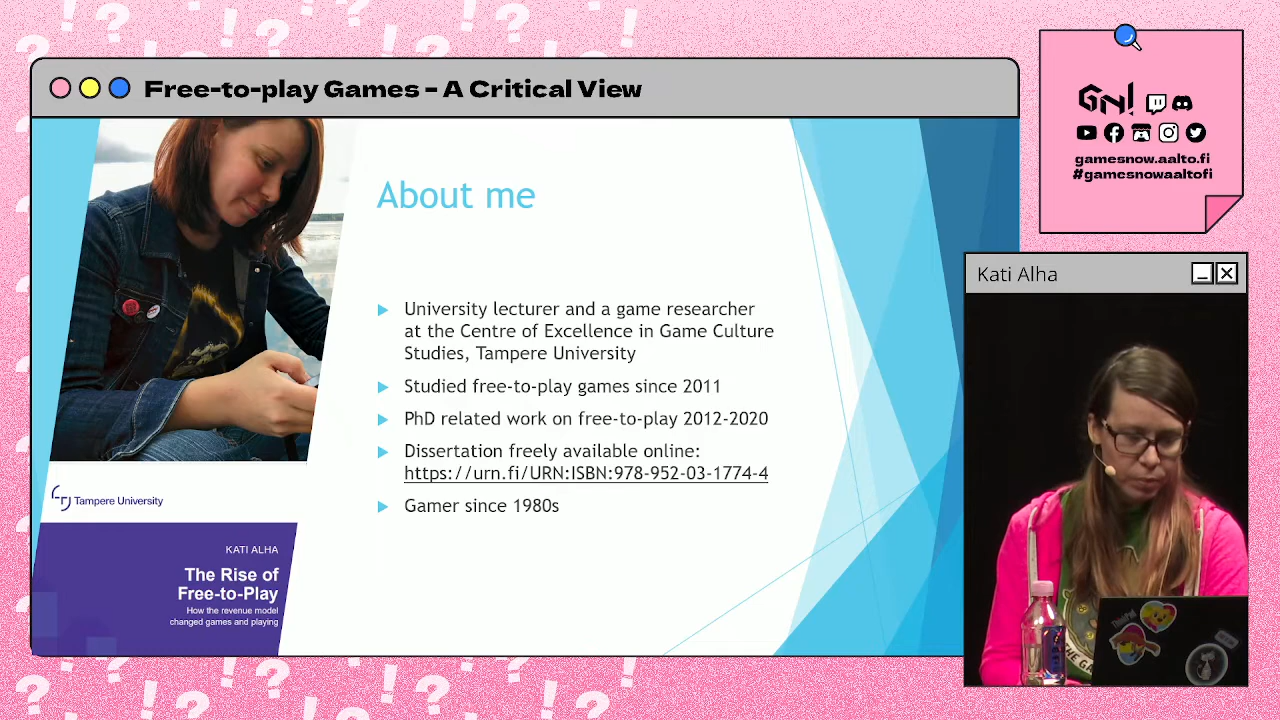 Free-to-play Games – A Critical View
GN!
gamesnow.aalto.fi
#gamesnowaaltofi
About me
University lecturer and a game researcher
at the Centre of Excellence in Game Culture
Studies, Tampere University
Studied free-to-play games since 2011
PhD related work on free-to-play 2012-2020
Dissertation freely available online:
https://urn.fi/URN:ISBN:978-952-03-1774-4
Gamer since 1980s
Tampere University
KATI ALHA
The Rise of
Free-to-Play
How the revenue model
changed games and playing
Kati Alha